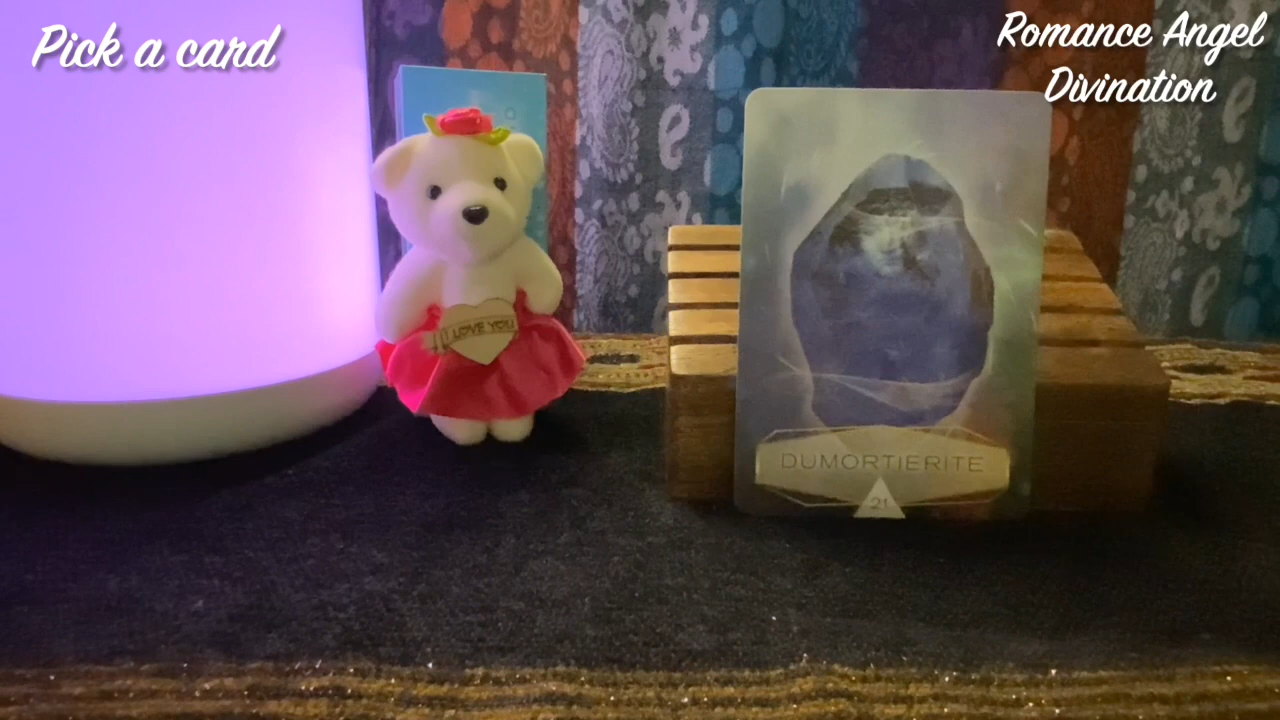 Pick a card
Romance Angel
Divination
I LOVE YOU
DUMORTIERITE
21